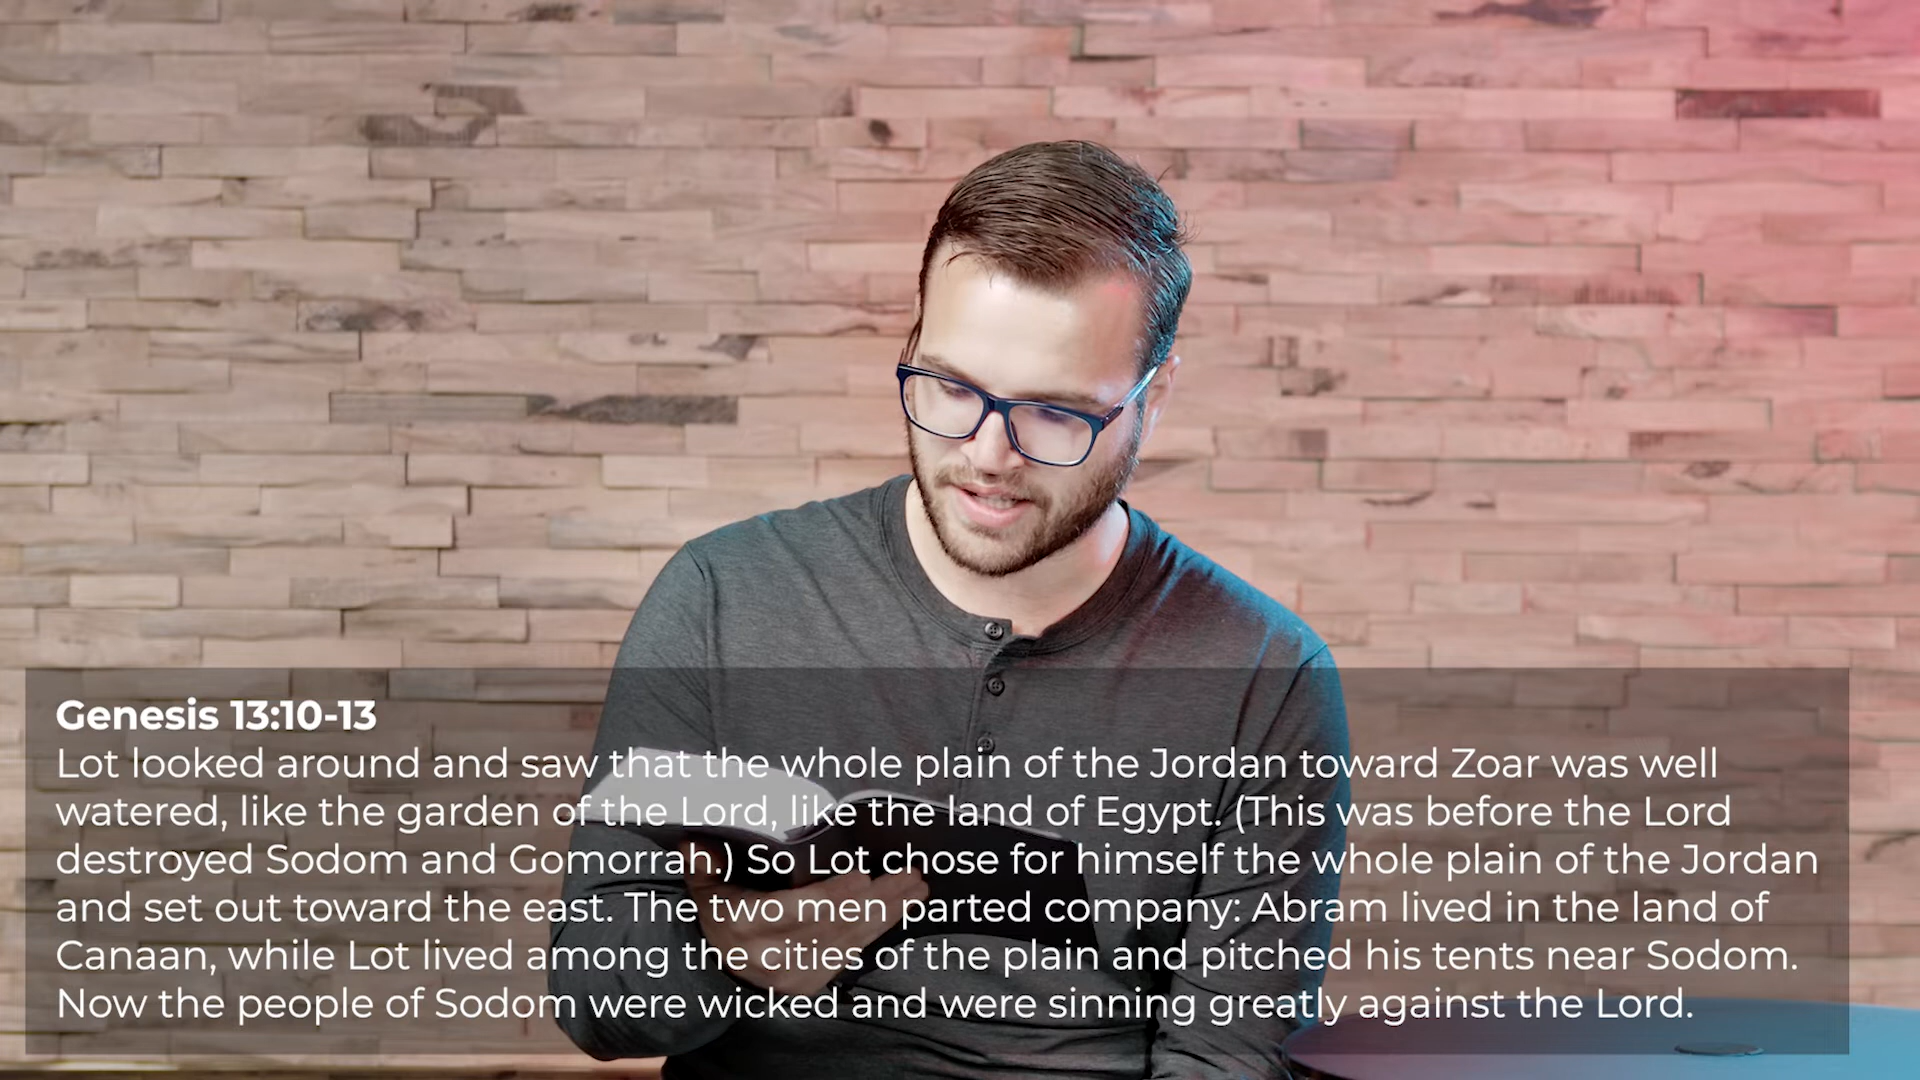 Genesis 13:10-13
Lot looked around and saw that the whole plain of the Jordan toward Zoar was well
watered, like the garden of the Lord, like the land of Egypt. (This was before the Lord
destroyed Sodom and Gomorrah.) So Lot chose for himself the whole plain of the Jordan
and set out toward the east. The two men parted company: Abram lived in the land of
Canaan, while Lot lived among the cities of the plain and pitched his tents near Sodom.
Now the people of Sodom were wicked and were sinning greatly against the Lord.